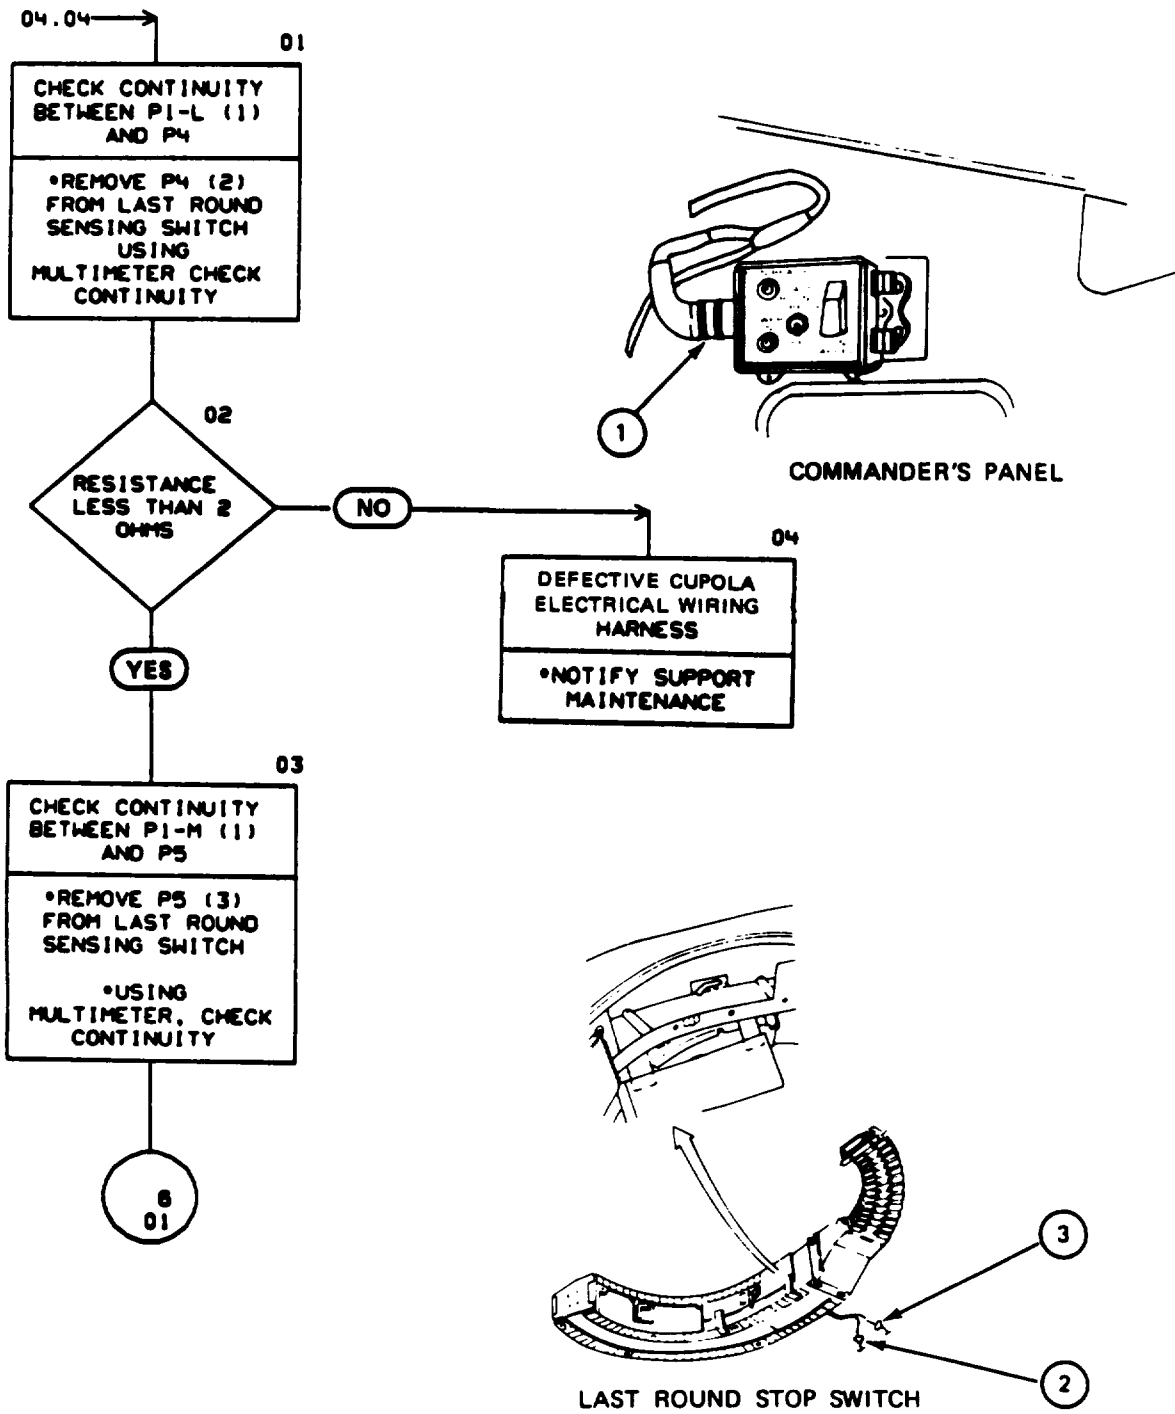 04.04
01
CHECK CONTINUITY
BETWEEN P1-L (1)
AND P4
•REMOVE P4 (2)
FROM LAST ROUND
SENSING SWITCH
USING
MULTIMETER CHECK
CONTINUITY
02
RESISTANCE
LESS THAN 2
OHMS
NO
YES
04
DEFECTIVE CUPOLA
ELECTRICAL WIRING
HARNESS
•NOTIFY SUPPORT
MAINTENANCE
03
CHECK CONTINUITY
BETWEEN P1-M (1)
AND P5
•REMOVE P5 (3)
FROM LAST ROUND
SENSING SWITCH
•USING
MULTIMETER, CHECK
CONTINUITY
6
01
1
COMMANDER'S PANEL
3
2
LAST ROUND STOP SWITCH